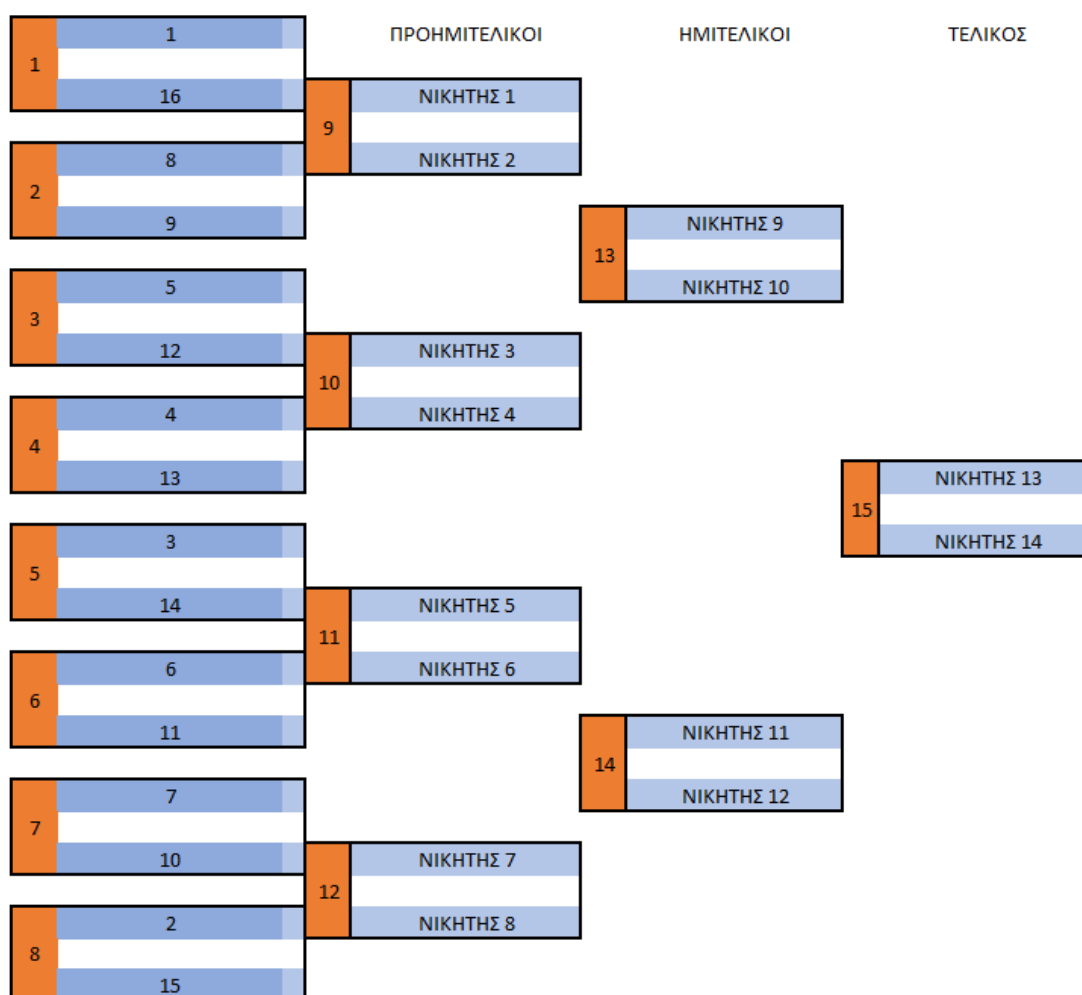 ΠΡΟΗΜΙΤΕΛΙΚΟΙ
ΗΜΙΤΕΛΙΚΟΙ
ΤΕΛΙΚΟΣ
1
1
16
2
8
9
3
5
12
4
4
13
5
3
14
6
6
11
7
7
10
8
2
15
9
ΝΙΚΗΤΗΣ 1
ΝΙΚΗΤΗΣ 2
10
ΝΙΚΗΤΗΣ 3
ΝΙΚΗΤΗΣ 4
11
ΝΙΚΗΤΗΣ 5
ΝΙΚΗΤΗΣ 6
12
ΝΙΚΗΤΗΣ 7
ΝΙΚΗΤΗΣ 8
13
ΝΙΚΗΤΗΣ 9
ΝΙΚΗΤΗΣ 10
14
ΝΙΚΗΤΗΣ 11
ΝΙΚΗΤΗΣ 12
15
ΝΙΚΗΤΗΣ 13
ΝΙΚΗΤΗΣ 14